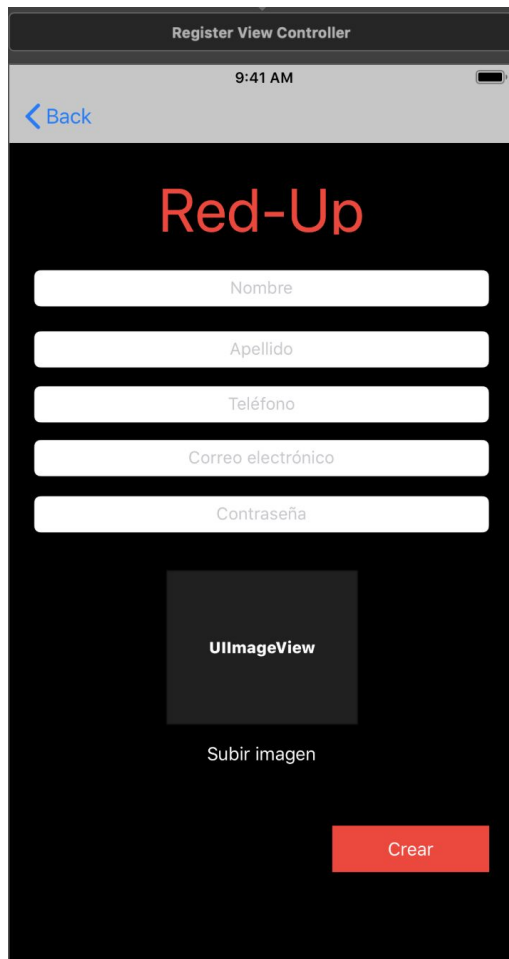 Register View Controller
9:41 AM
Back
Red-Up
Nombre
Apellido
Teléfono
Correo electrónico
Contraseña
UIImageView
Subir imagen
Crear